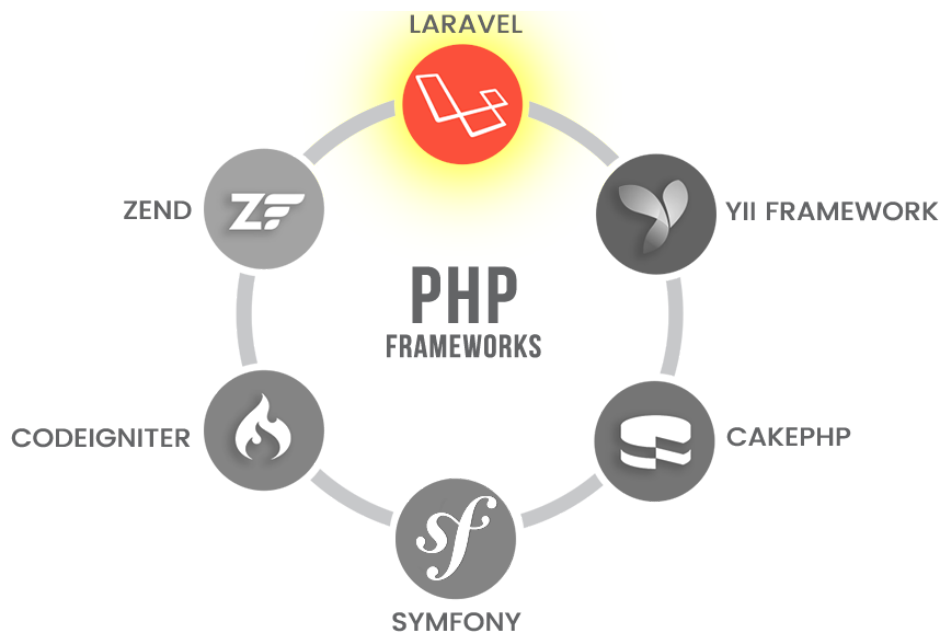 LARAVEL
ZEND
YII FRAMEWORK
PHP
FRAMEWORKS
CODEIGNITER
CAKEPHP
SYMFONY